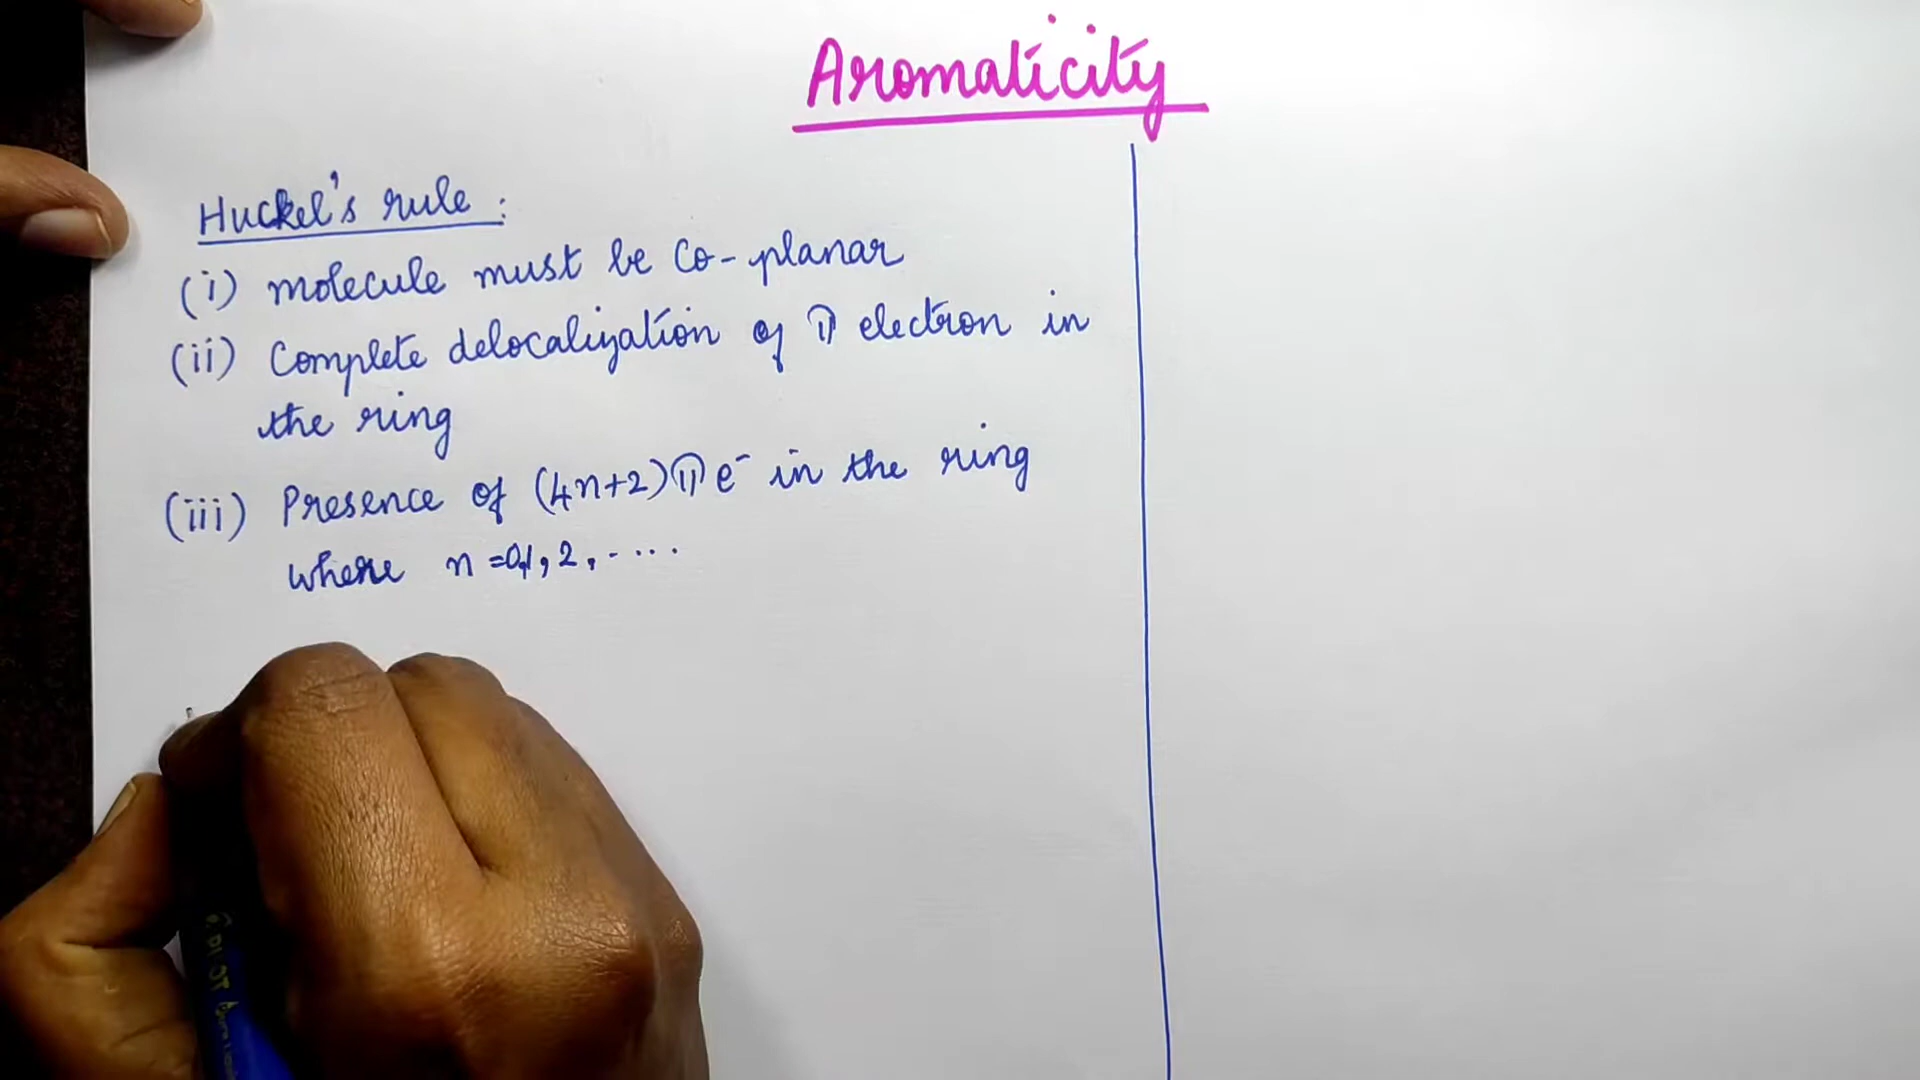 Aromaticity
Huckel's rule :
(i) molecule must be Co-planar
(ii) Complete delocalization of π electron in
the ring
(iii) Presence of (4n+2) π e⁻ in the ring
where n =0,1,2,.....
PILOT